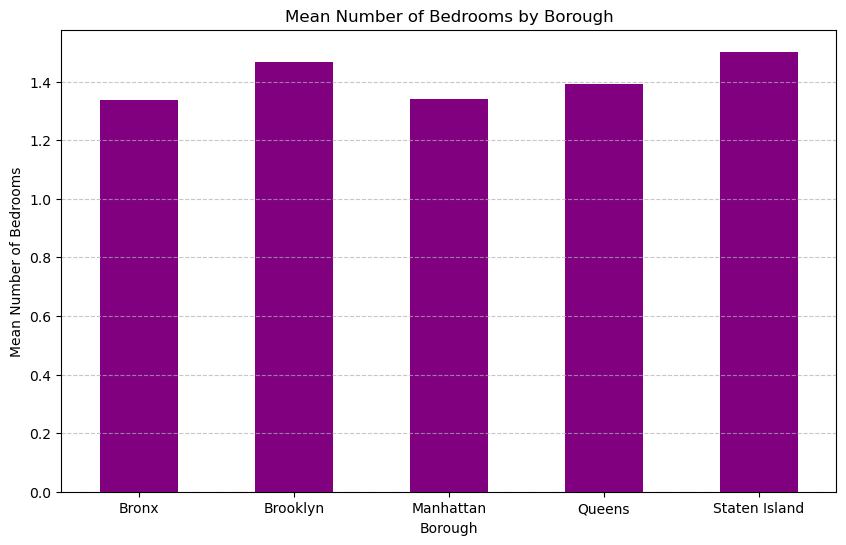 Mean Number of Bedrooms by Borough
Mean Number of Bedrooms
1.4
1.2
1.0
0.8
0.6
0.4
0.2
0.0
Bronx Brooklyn Manhattan Queens Staten Island
Borough